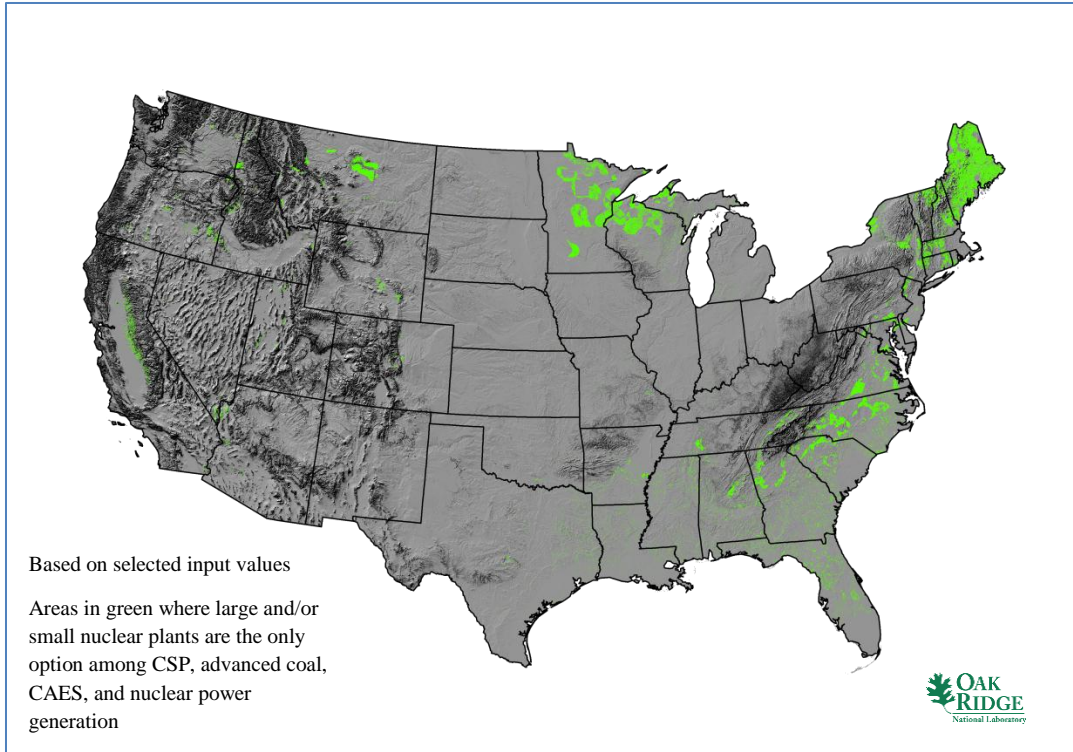 Based on selected input values
Areas in green where large and/or
small nuclear plants are the only
option among CSP, advanced coal,
CAES, and nuclear power
generation
OAK
RIDGE
National Laboratory